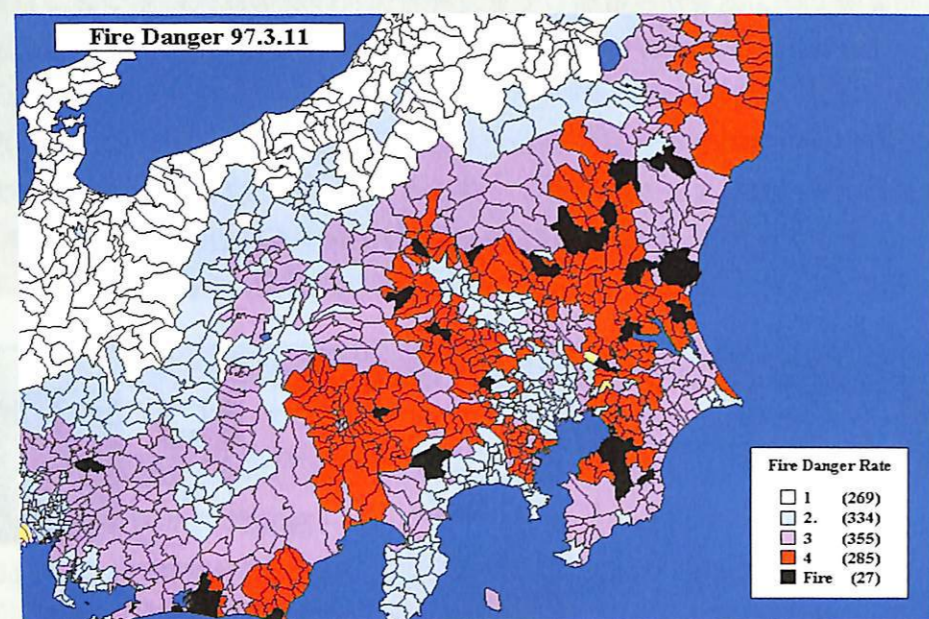 Fire Danger 97.3.11
Fire Danger Rate
1 (269)
2. (334)
3 (355)
4 (285)
Fire (27)